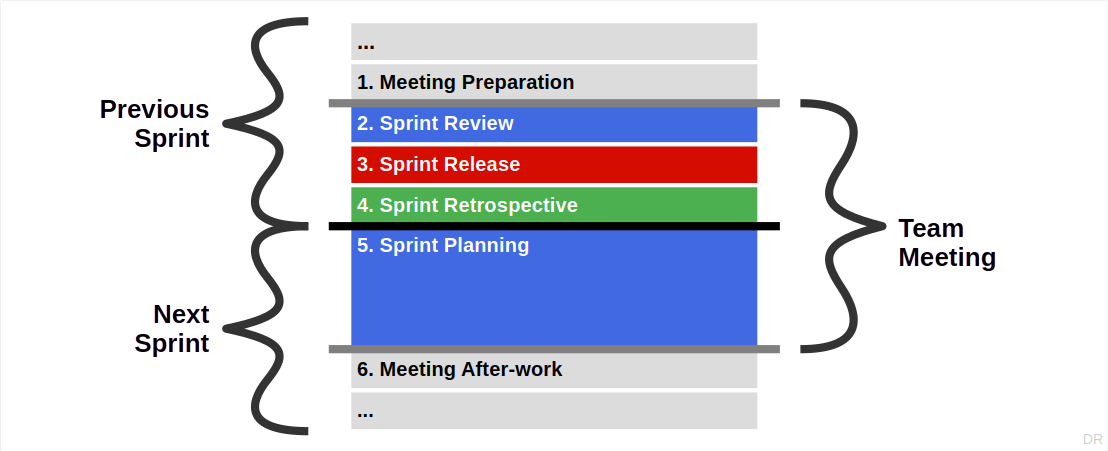 ...
1. Meeting Preparation
Previous
Sprint
2. Sprint Review
3. Sprint Release
4. Sprint Retrospective
Team
Meeting
5. Sprint Planning
Next
Sprint
6. Meeting After-work
...
DR